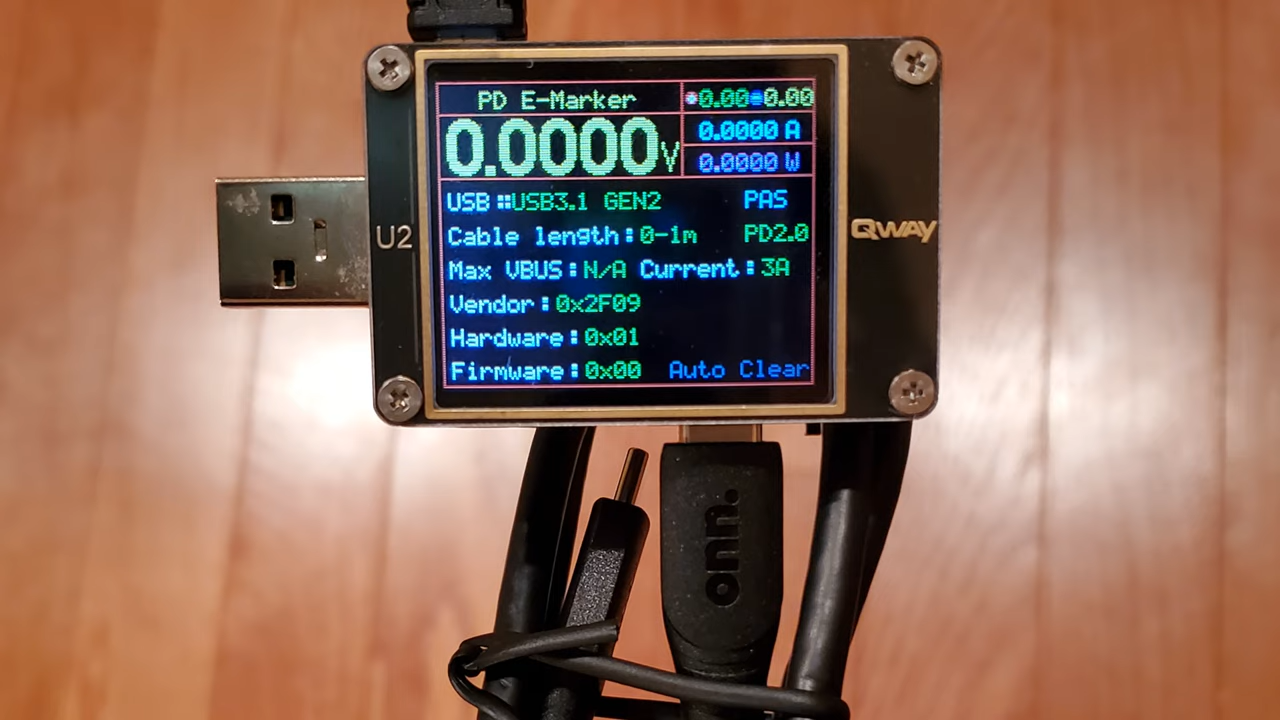 PD E-Marker
0.00 0.00
0.0000V
0.0000 A
0.0000 W
USB::USB3.1 GEN2 PAS
Cable length:0-1m PD2.0
Max VBUS:N/A Current:3A
Vendor:0x2F09
Hardware:0x01
Firmware:0x00 Auto Clear
U2
QWAY
onn.